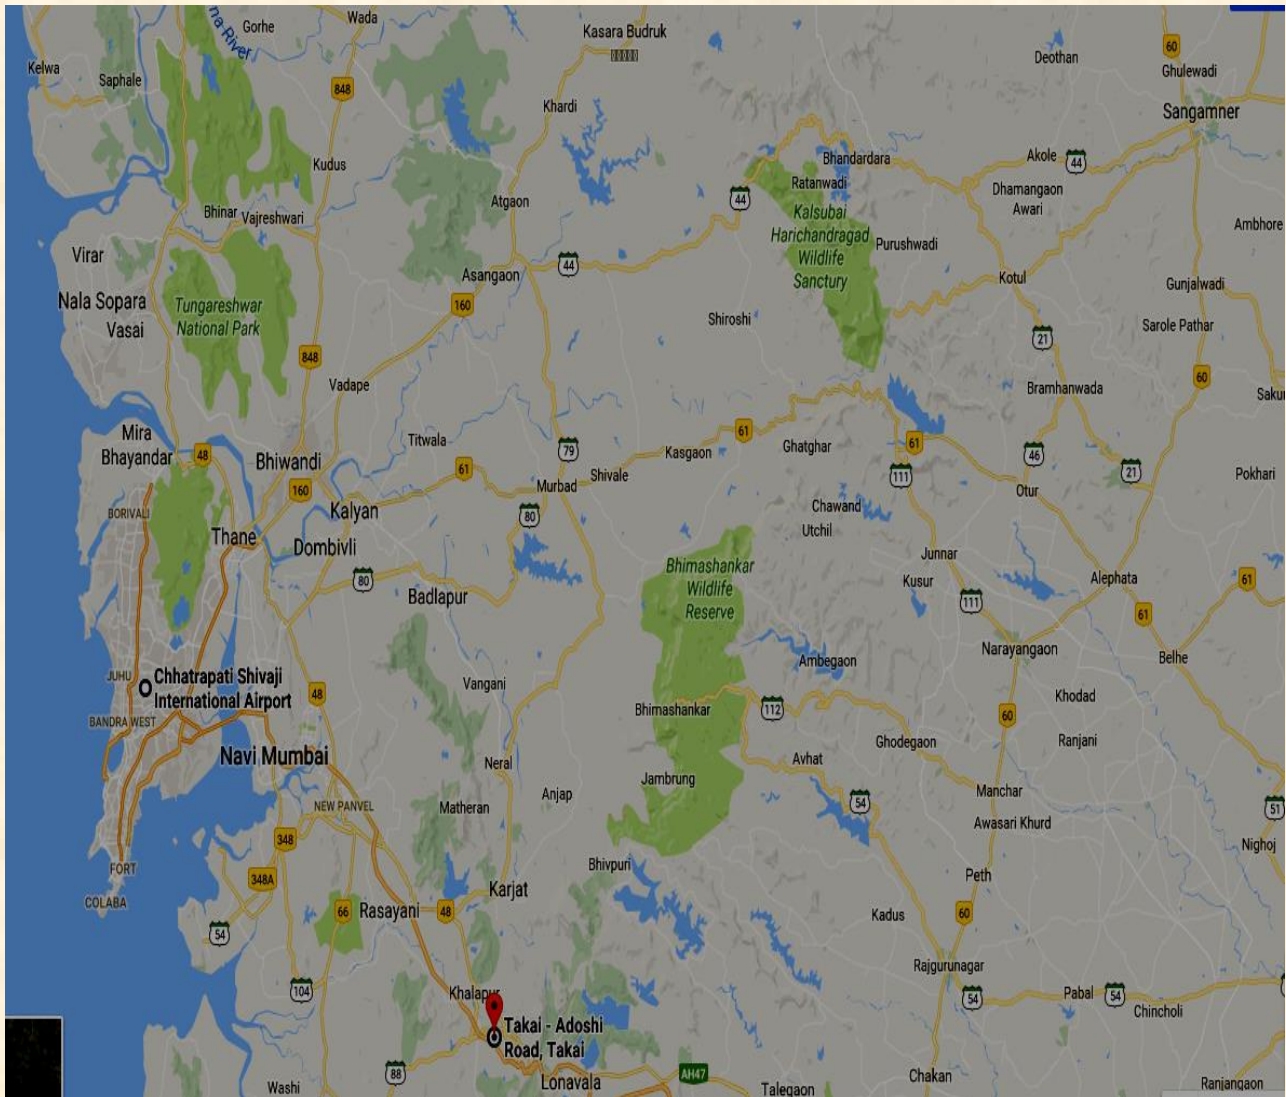 na River
Gorhe
Wada
Kasara Budruk
60
Deothan
Kelwa
Saphale
848
Ghulewadi
Khardi
Sangamner
Kudus
Bhandardara
Akole
44
Ratanwadi
Atgaon
44
Dhamangaon
Awari
Bhinar
Vajreshwari
Kalsubai
Harichandragad
Wildlife
Sanctury
Ambhore
Virar
Purushwadi
Asangaon
44
Kotul
Gunjalwadi
Nala Sopara
Vasai
Tungareshwar
National Park
160
Shiroshi
Sarole Pathar
21
848
Vadape
60
Bramhanwada
Saku
Mira
Bhayandar
48
Titwala
61
Ghatghar
61
Bhiwandi
61
79
Kasgaon
46
21
Pokhari
160
Murbad
Shivale
111
Otur
BORIVALI
Kalyan
80
Chawand
Utchil
Thane
Dombivli
Junnar
80
Bhimashankar
Wildlife
Reserve
Kusur
Alephata
61
Badlapur
111
61
Narayangaon
Belhe
JUHU
Chhatrapati Shivaji
International Airport
Vangani
Ambegaon
48
Khodad
BANDRA WEST
Bhimashankar
112
60
Navi Mumbai
Ghodegaon
Ranjani
Neral
Avhat
Jambrung
Manchar
NEW PANVEL
Matheran
Anjap
54
51
Awasari Khurd
348
Nighoj
FORT
Bhivpuri
348A
Peth
COLABA
Karjat
66
Rasayani
48
Kadus
60
54
Rajgurunagar
104
Khalapur
54
Pabal
54
Chincholi
Takai - Adoshi
Road, Takai
88
AH47
Chakan
Washi
Lonavala
Talegaon
Ranjangaon